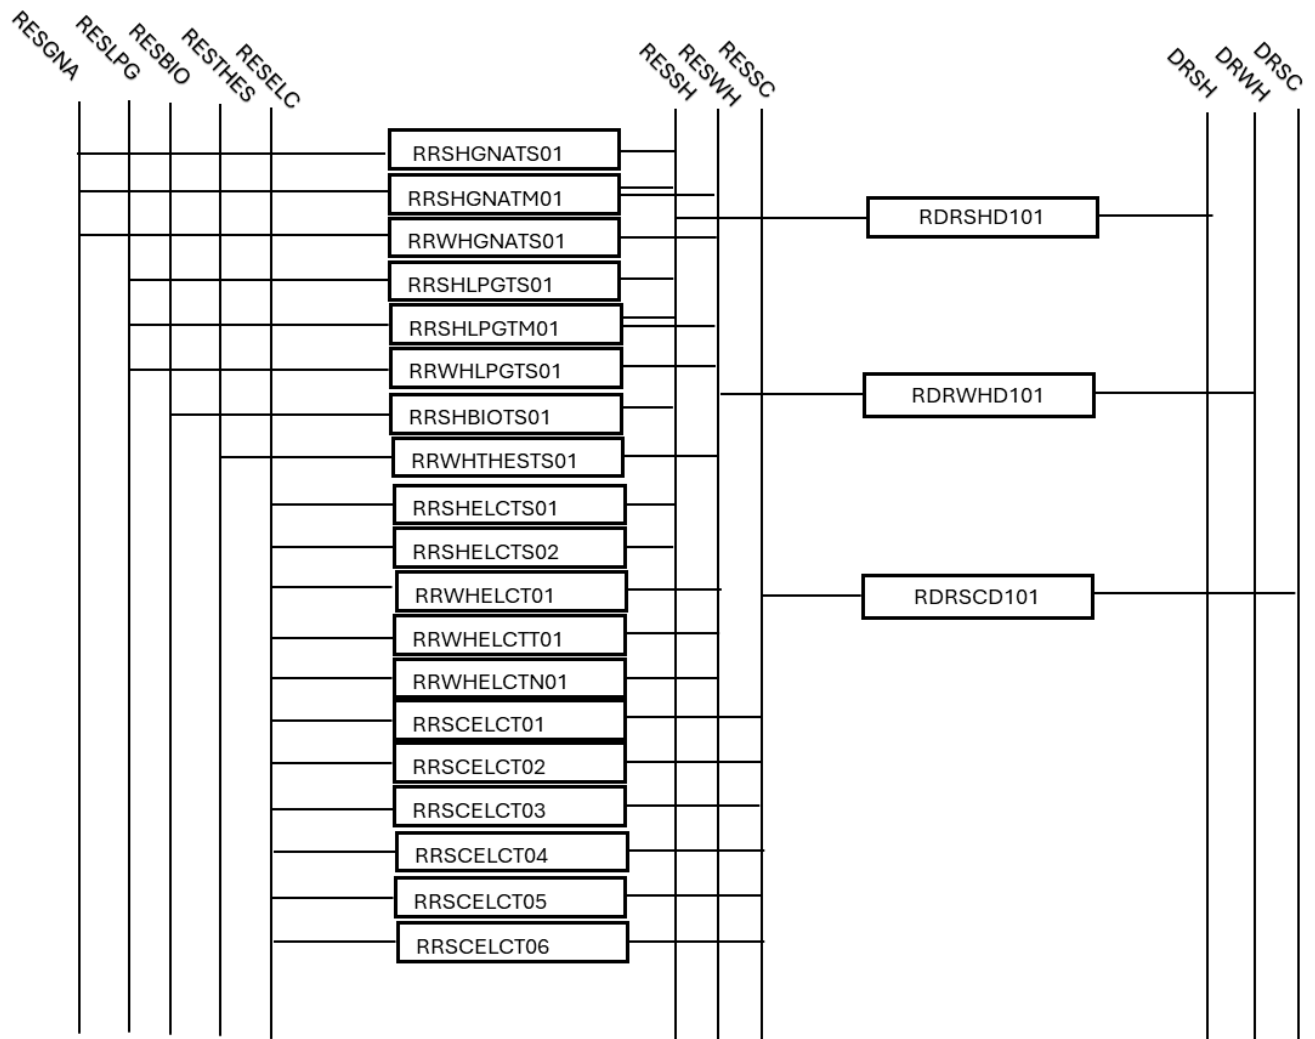 RESGNA
RESLPG
RESBIO
RESTHES
RESELC
RESSH
RESWH
RESSC
DRSH
DRWH
DRSC
RRSHGNATS01
RRSHGNATM01
RRWHGNATS01
RRSHLPGTS01
RRSHLPGTM01
RRWHLPGTS01
RRSHBIOTS01
RRWHTHESTS01
RRSHELCTS01
RRSHELCTS02
RRWHELCT01
RRWHELCTT01
RRWHELCTN01
RRSCELCT01
RRSCELCT02
RRSCELCT03
RRSCELCT04
RRSCELCT05
RRSCELCT06
RDRSHD101
RDRWHD101
RDRSCD101